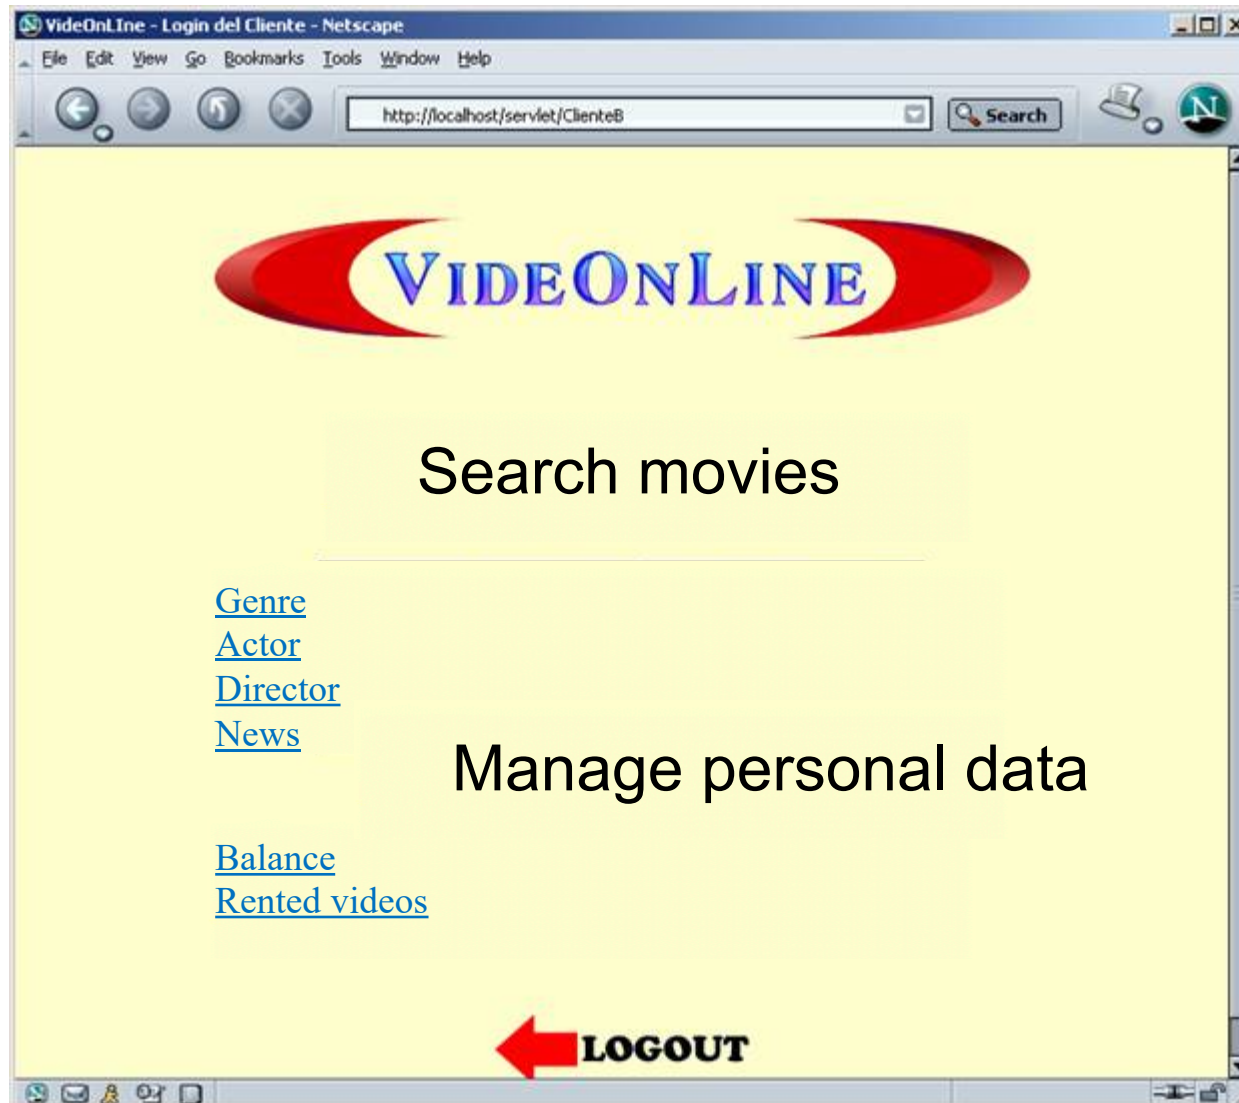 VideOnLIne - Login del Cliente - Netscape
File Edit View Go Bookmarks Tools Window Help
http://localhost/servlet/ClienteB Search
N
VIDEONLINE
Search movies
Genre
Actor
Director
News
Manage personal data
Balance
Rented videos
LOGOUT